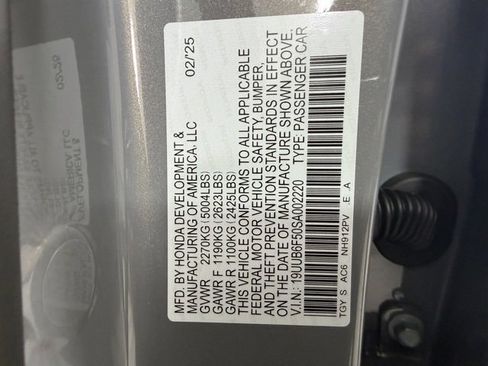 MFD. BY HONDA DEVELOPMENT &
MANUFACTURING OF AMERICA, LLC 02/25
GVWR 2270KG (5004LBS)
GAWR F 1190KG (2623LBS)
GAWR R 1100KG (2425LBS)
THIS VEHICLE CONFORMS TO ALL APPLICABLE
FEDERAL MOTOR VEHICLE SAFETY, BUMPER,
AND THEFT PREVENTION STANDARDS IN EFFECT
ON THE DATE OF MANUFACTURE SHOWN ABOVE.
V.I.N.: 19UUB6F50SA002220 TYPE: PASSENGER CAR
TGY S AC6 NH912PV E A